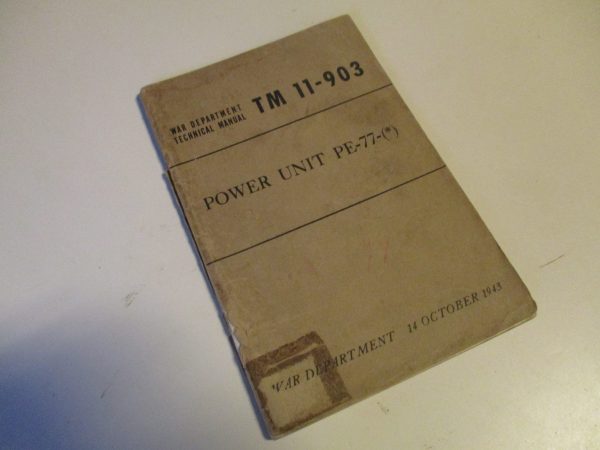 WAR DEPARTMENT
TECHNICAL MANUAL
TM 11-903
POWER UNIT PE-77-(*)
WAR DEPARTMENT 14 OCTOBER 1943